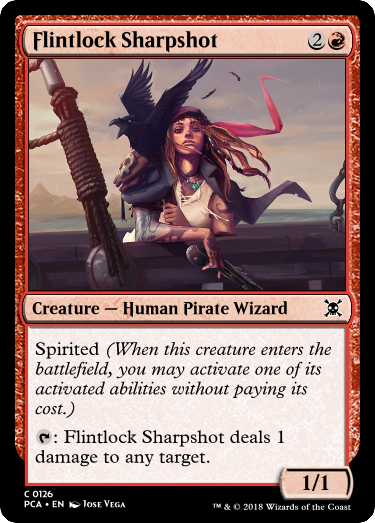 Flintlock Sharpshot 2
Creature — Human Pirate Wizard
Spirited (When this creature enters the
battlefield, you may activate one of its
activated abilities without paying its
cost.)
: Flintlock Sharpshot deals 1
damage to any target.
1/1
C 0126
PCA • EN Jose Vega
™ & © 2018 Wizards of the Coast